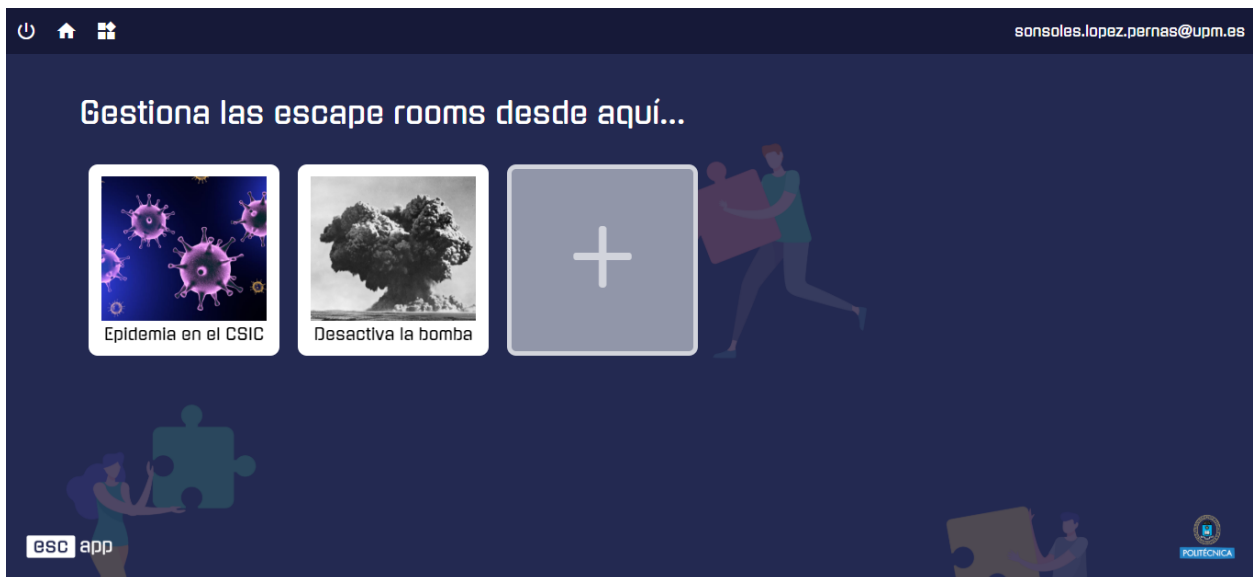 sonsoles.lopez.pernas@upm.es
Gestiona las escape rooms desde aquí...
Epidemia en el CSIC
Desactiva la bomba
esc app
POLITÉCNICA